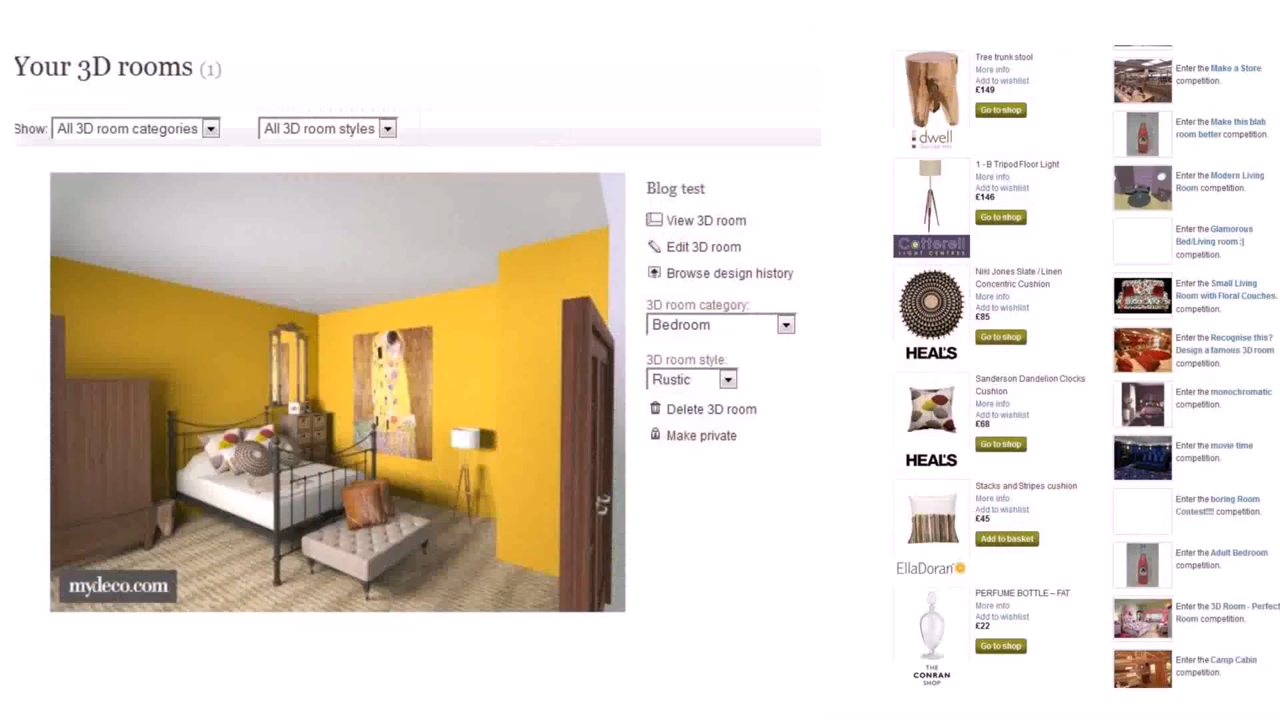 Your 3D rooms (1)
Show: All 3D room categories All 3D room styles
mydeco.com
Blog test
View 3D room
Edit 3D room
Browse design history
3D room category:
Bedroom
3D room style:
Rustic
Delete 3D room
Make private
Tree trunk stool
More info
Add to wishlist
£149
Go to shop
dwell
1 - B Tripod Floor Light
More info
Add to wishlist
£146
Go to shop
Cotterell
LIGHT CENTRES
Niki Jones Slate / Linen
Concentric Cushion
More info
Add to wishlist
£85
Go to shop
HEAL'S
Sanderson Dandelion Clocks
Cushion
More info
Add to wishlist
£68
Go to shop
HEAL'S
Stacks and Stripes cushion
More info
Add to wishlist
£45
Add to basket
EllaDoran
PERFUME BOTTLE – FAT
More info
Add to wishlist
£22
Go to shop
THE
CONRAN
SHOP
Enter the Make a Store
competition.
Enter the Make this blah
room better competition.
Enter the Modern Living
Room competition.
Enter the Glamorous
Bed/Living room :)
competition.
Enter the Small Living
Room with Floral Couches.
Enter the Recognise this?
Design a famous 3D room
competition.
Enter the monochromatic
competition.
Enter the movie time
competition.
Enter the boring Room
Contest!!!! competition.
Enter the Adult Bedroom
competition.
Enter the 3D Room - Perfect
Room competition.
Enter the Camp Cabin
competition.